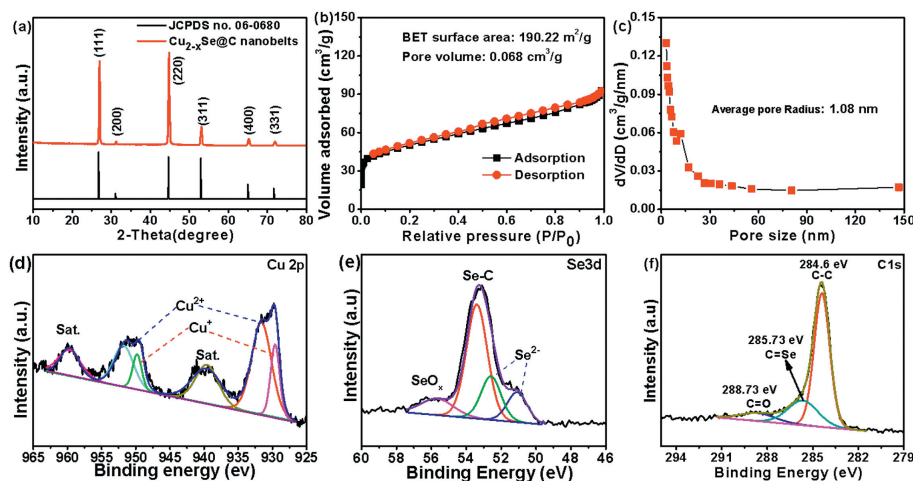 (a)
JCPDS no. 06-0680
Cu2-xSe@C nanobelts
(111)
(200)
(220)
(311)
(400)
(331)
Intensity (a.u.)
10 20 30 40 50 60 70 80
2-Theta(degree)
(b)
BET surface area: 190.22 m²/g
Pore volume: 0.068 cm³/g
Adsorption
Desorption
Volume adsorbed (cm³/g)
150
120
90
60
30
0
0.0 0.2 0.4 0.6 0.8 1.0
Relative pressure (P/P0)
(c)
Average pore Radius: 1.08 nm
dV/dD (cm³/g/nm)
0.15
0.12
0.09
0.06
0.03
0.00
0 30 60 90 120 150
Pore size (nm)
(d)
Cu 2p
Cu2+
Cu+
Sat.
Sat.
Intensity (a.u)
965 960 955 950 945 940 935 930 925
Binding energy (ev)
(e)
Se3d
Se-C
Se2-
SeOx
Intensity (a.u)
60 58 56 54 52 50 48 46
Binding Energy (eV)
(f)
C1s
284.6 eV
C-C
285.73 eV
C=Se
288.73 eV
C=O
Intensity (a.u)
294 291 288 285 282 279
Binding Energy (eV)